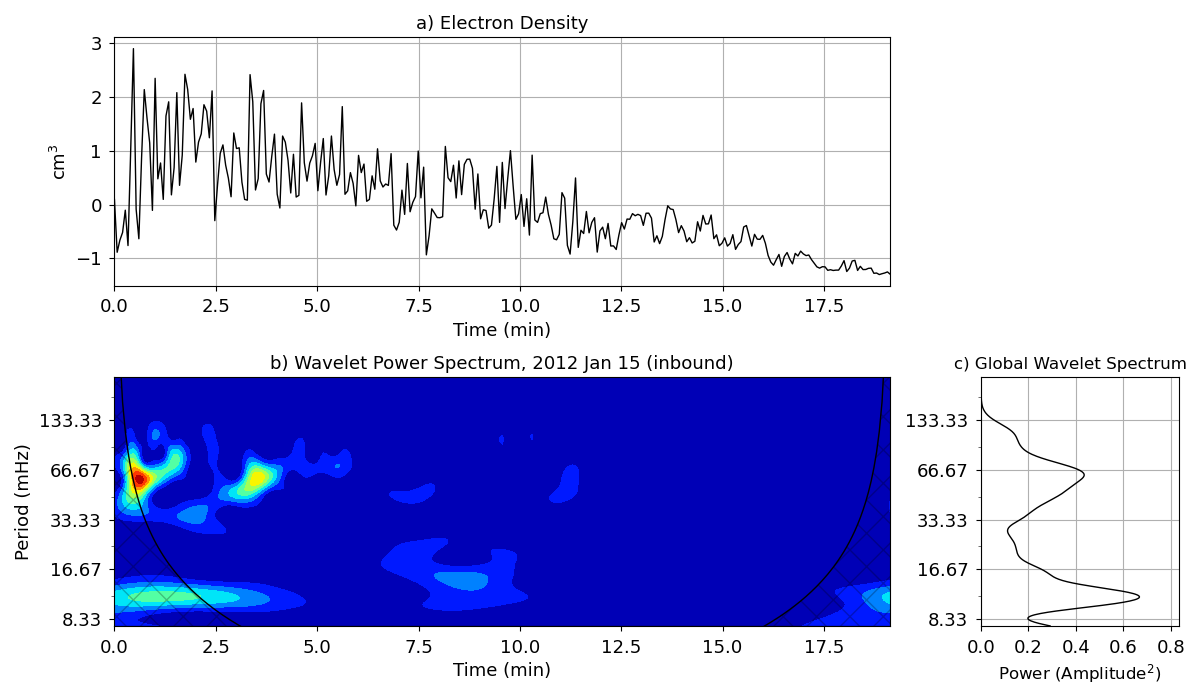 a) Electron Density
3
2
1
0
−1
cm³
0.0 2.5 5.0 7.5 10.0 12.5 15.0 17.5
Time (min)
b) Wavelet Power Spectrum, 2012 Jan 15 (inbound)
133.33
66.67
33.33
16.67
8.33
Period (mHz)
0.0 2.5 5.0 7.5 10.0 12.5 15.0 17.5
Time (min)
c) Global Wavelet Spectrum
133.33
66.67
33.33
16.67
8.33
0.0 0.2 0.4 0.6 0.8
Power (Amplitude²)